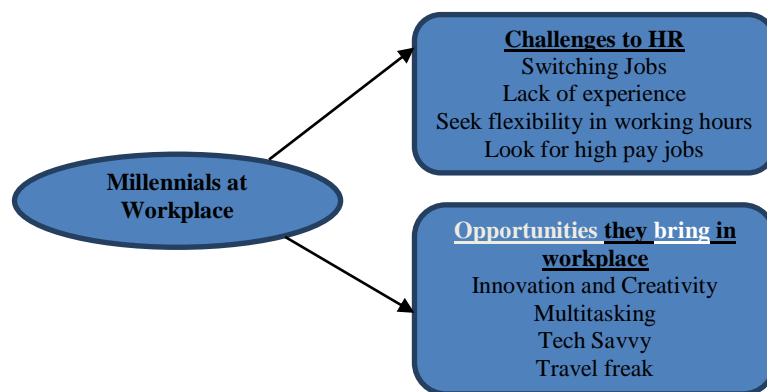 Challenges to HR
Switching Jobs
Lack of experience
Seek flexibility in working hours
Look for high pay jobs
Millennials at
Workplace
Opportunities they bring in
workplace
Innovation and Creativity
Multitasking
Tech Savvy
Travel freak